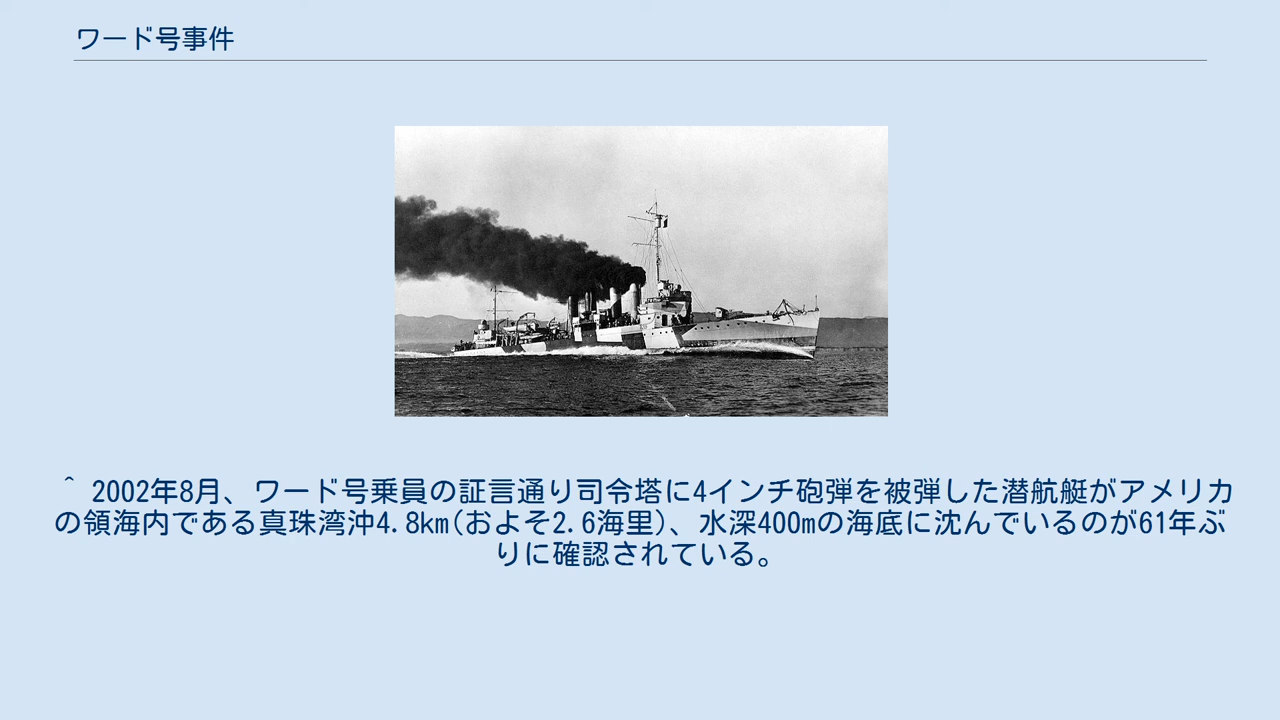 ワード号事件
^ 2002年8月、ワード号乗員の証言通り司令塔に4インチ砲弾を被弾した潜航艇がアメリカ
の領海内である真珠湾沖4.8km(およそ2.6海里)、水深400mの海底に沈んでいるのが61年ぶ
りに確認されている。